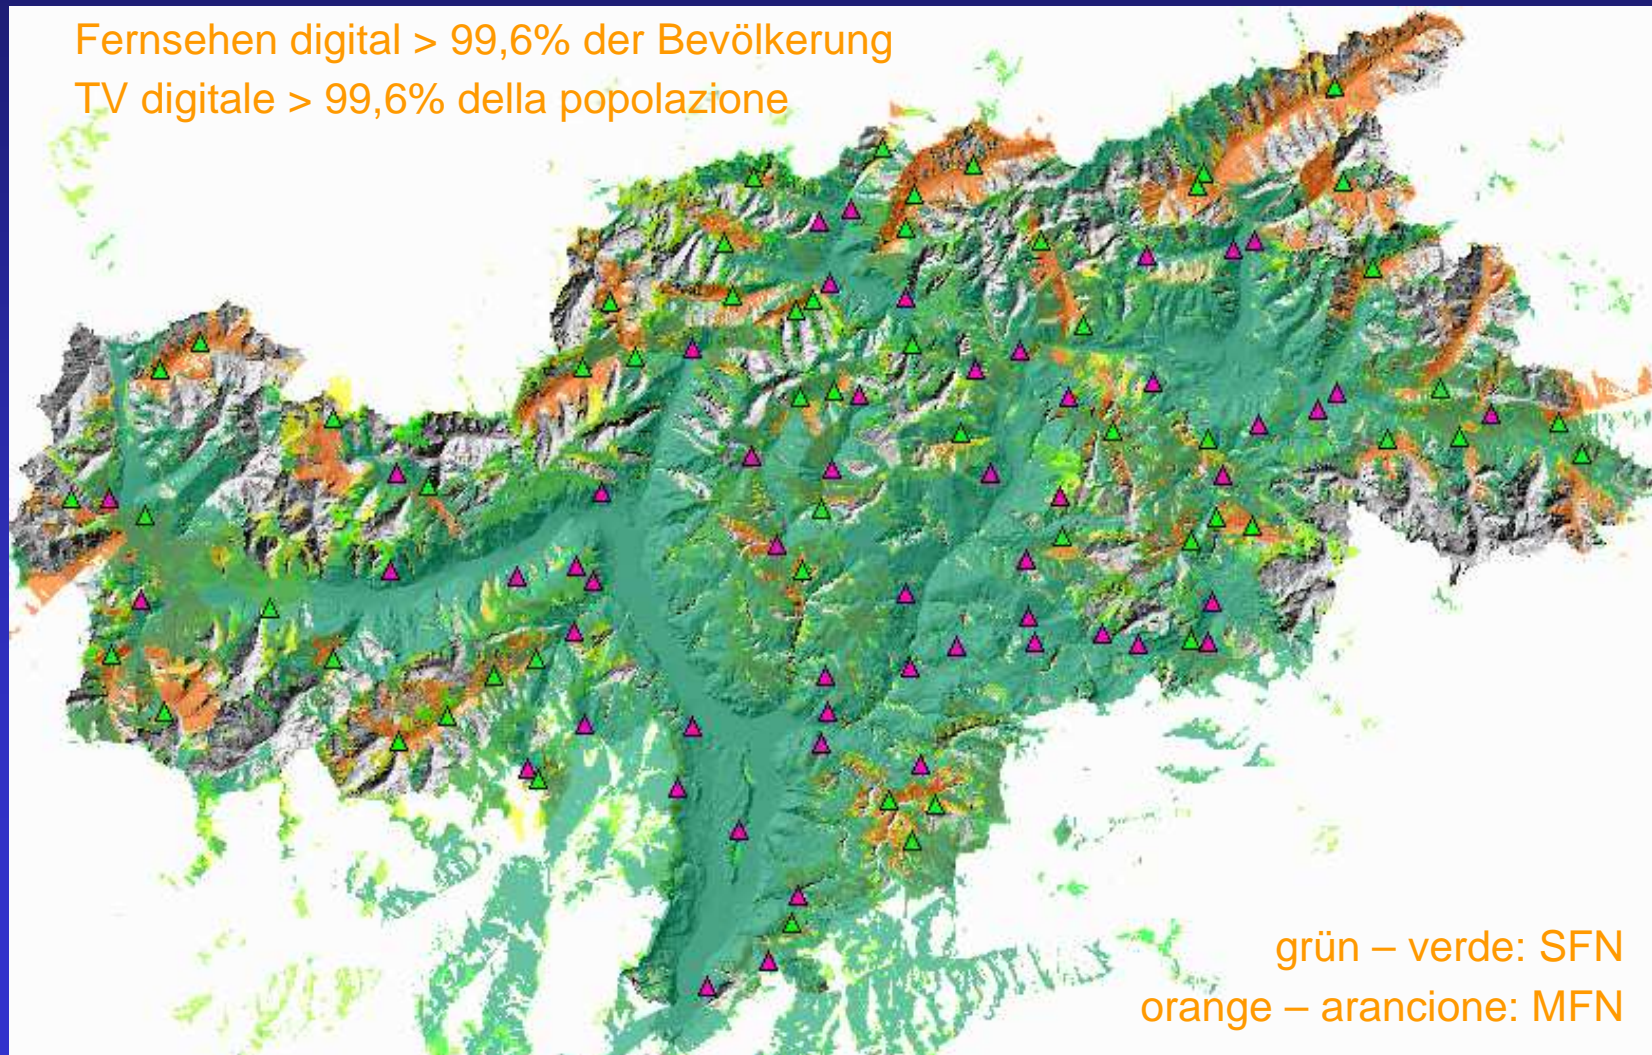 Fernsehen digital > 99,6% der Bevölkerung
TV digitale > 99,6% della popolazione
grün – verde: SFN
orange – arancione: MFN